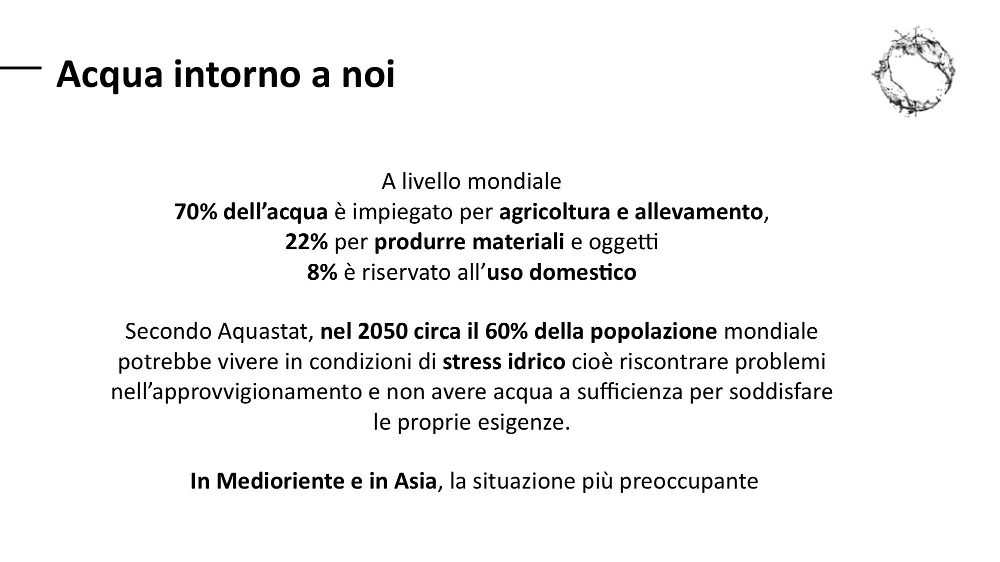 Acqua intorno a noi
A livello mondiale
70% dell’acqua è impiegato per agricoltura e allevamento,
22% per produrre materiali e oggetti
8% è riservato all’uso domestico
Secondo Aquastat, nel 2050 circa il 60% della popolazione mondiale
potrebbe vivere in condizioni di stress idrico cioè riscontrare problemi
nell’approvvigionamento e non avere acqua a sufficienza per soddisfare
le proprie esigenze.
In Medioriente e in Asia, la situazione più preoccupante